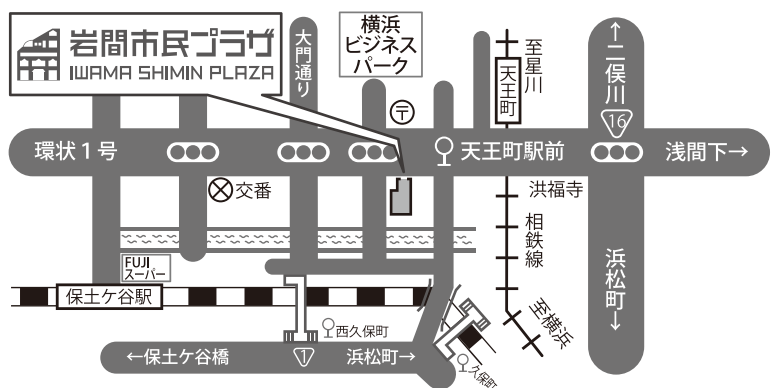 岩間市民プラザ
IWAMA SHIMIN PLAZA
大門通り
横浜
ビジネス
パーク
〒
至星川
天王町
↑二俣川
16
環状1号
天王町駅前
浅間下→
交番
洪福寺
相鉄線
浜松町↓
FUJI
スーパー
保土ケ谷駅
至横浜
西久保町
←保土ケ谷橋
1
浜松町→
久保町